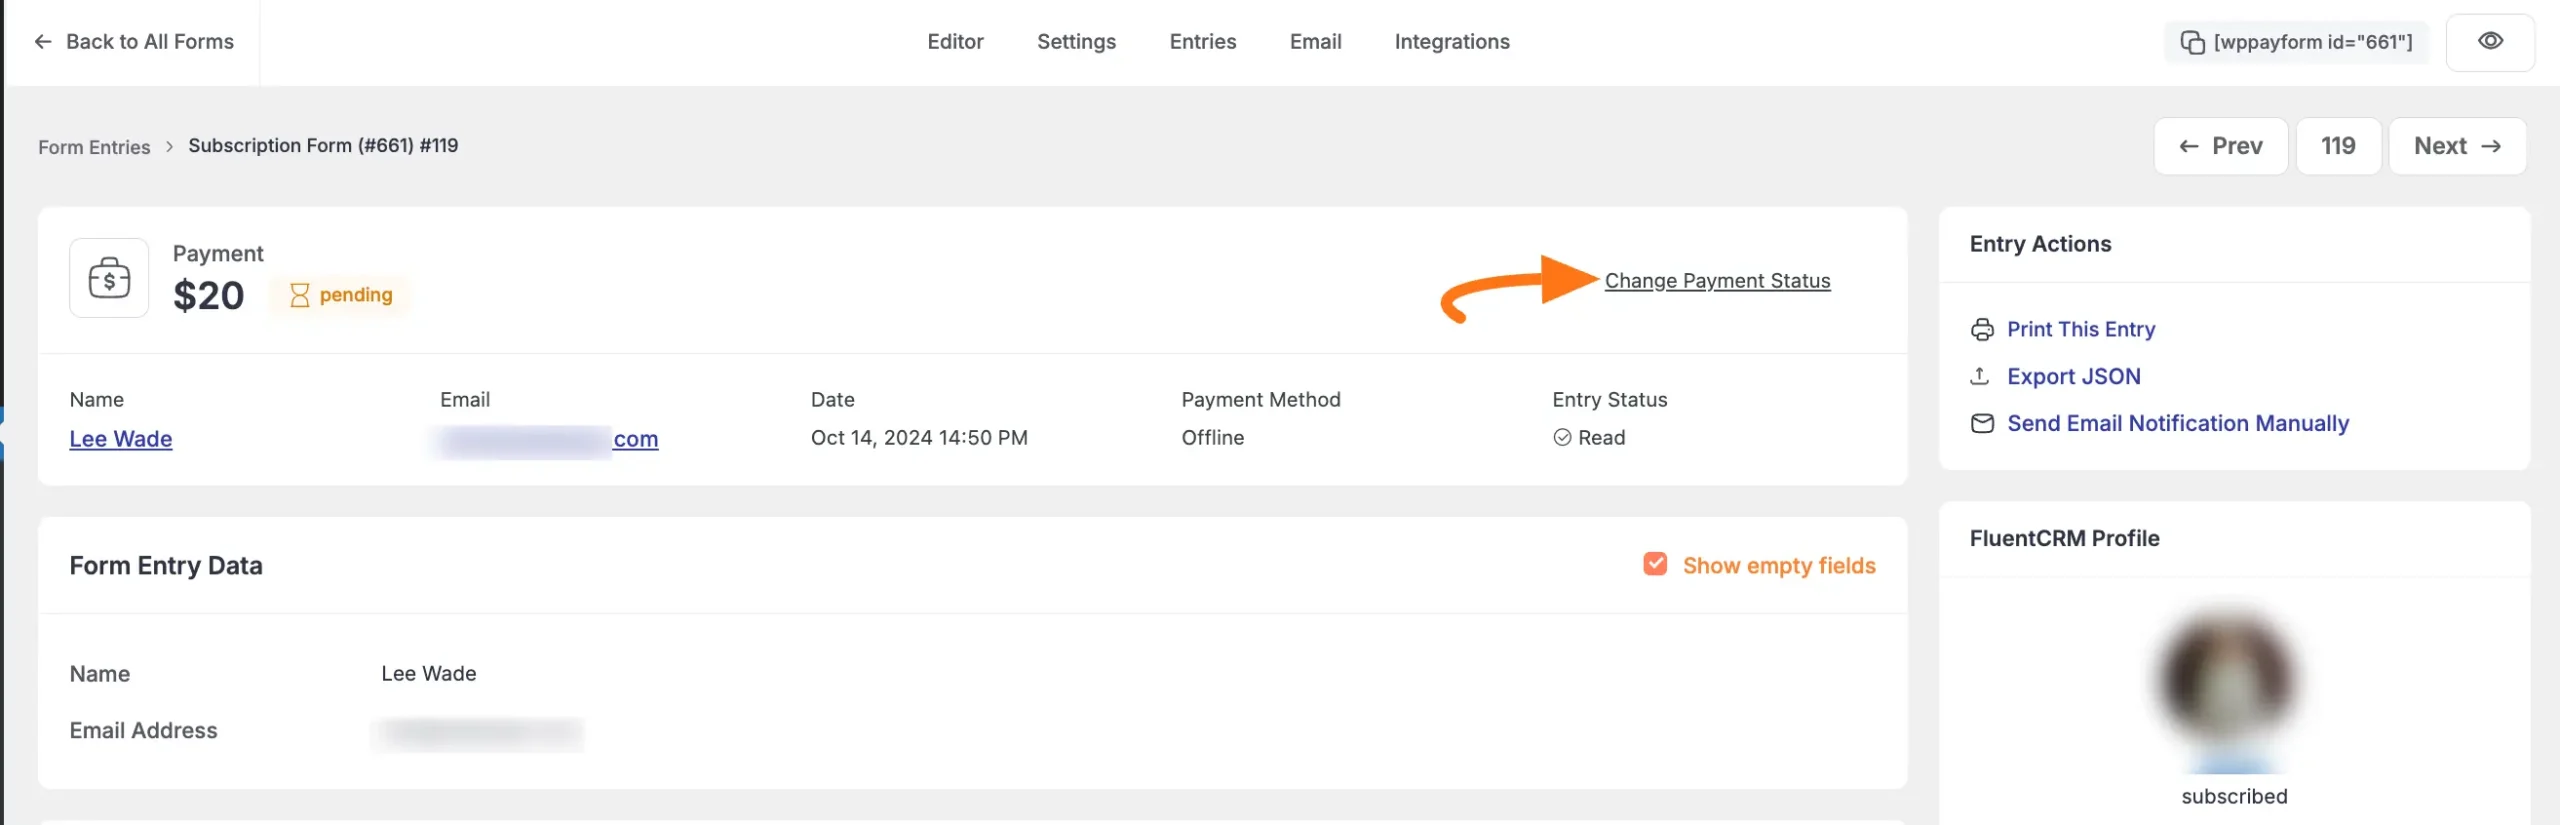 Back to All Forms
Editor Settings Entries Email Integrations
[wppayform id="661"]
Form Entries > Subscription Form (#661) #119
← Prev 119 Next →
Payment
$20 pending
Change Payment Status
Name Email Date Payment Method Entry Status
Lee Wade com Oct 14, 2024 14:50 PM Offline Read
Form Entry Data
Show empty fields
Name Lee Wade
Email Address
Entry Actions
Print This Entry
Export JSON
Send Email Notification Manually
FluentCRM Profile
subscribed